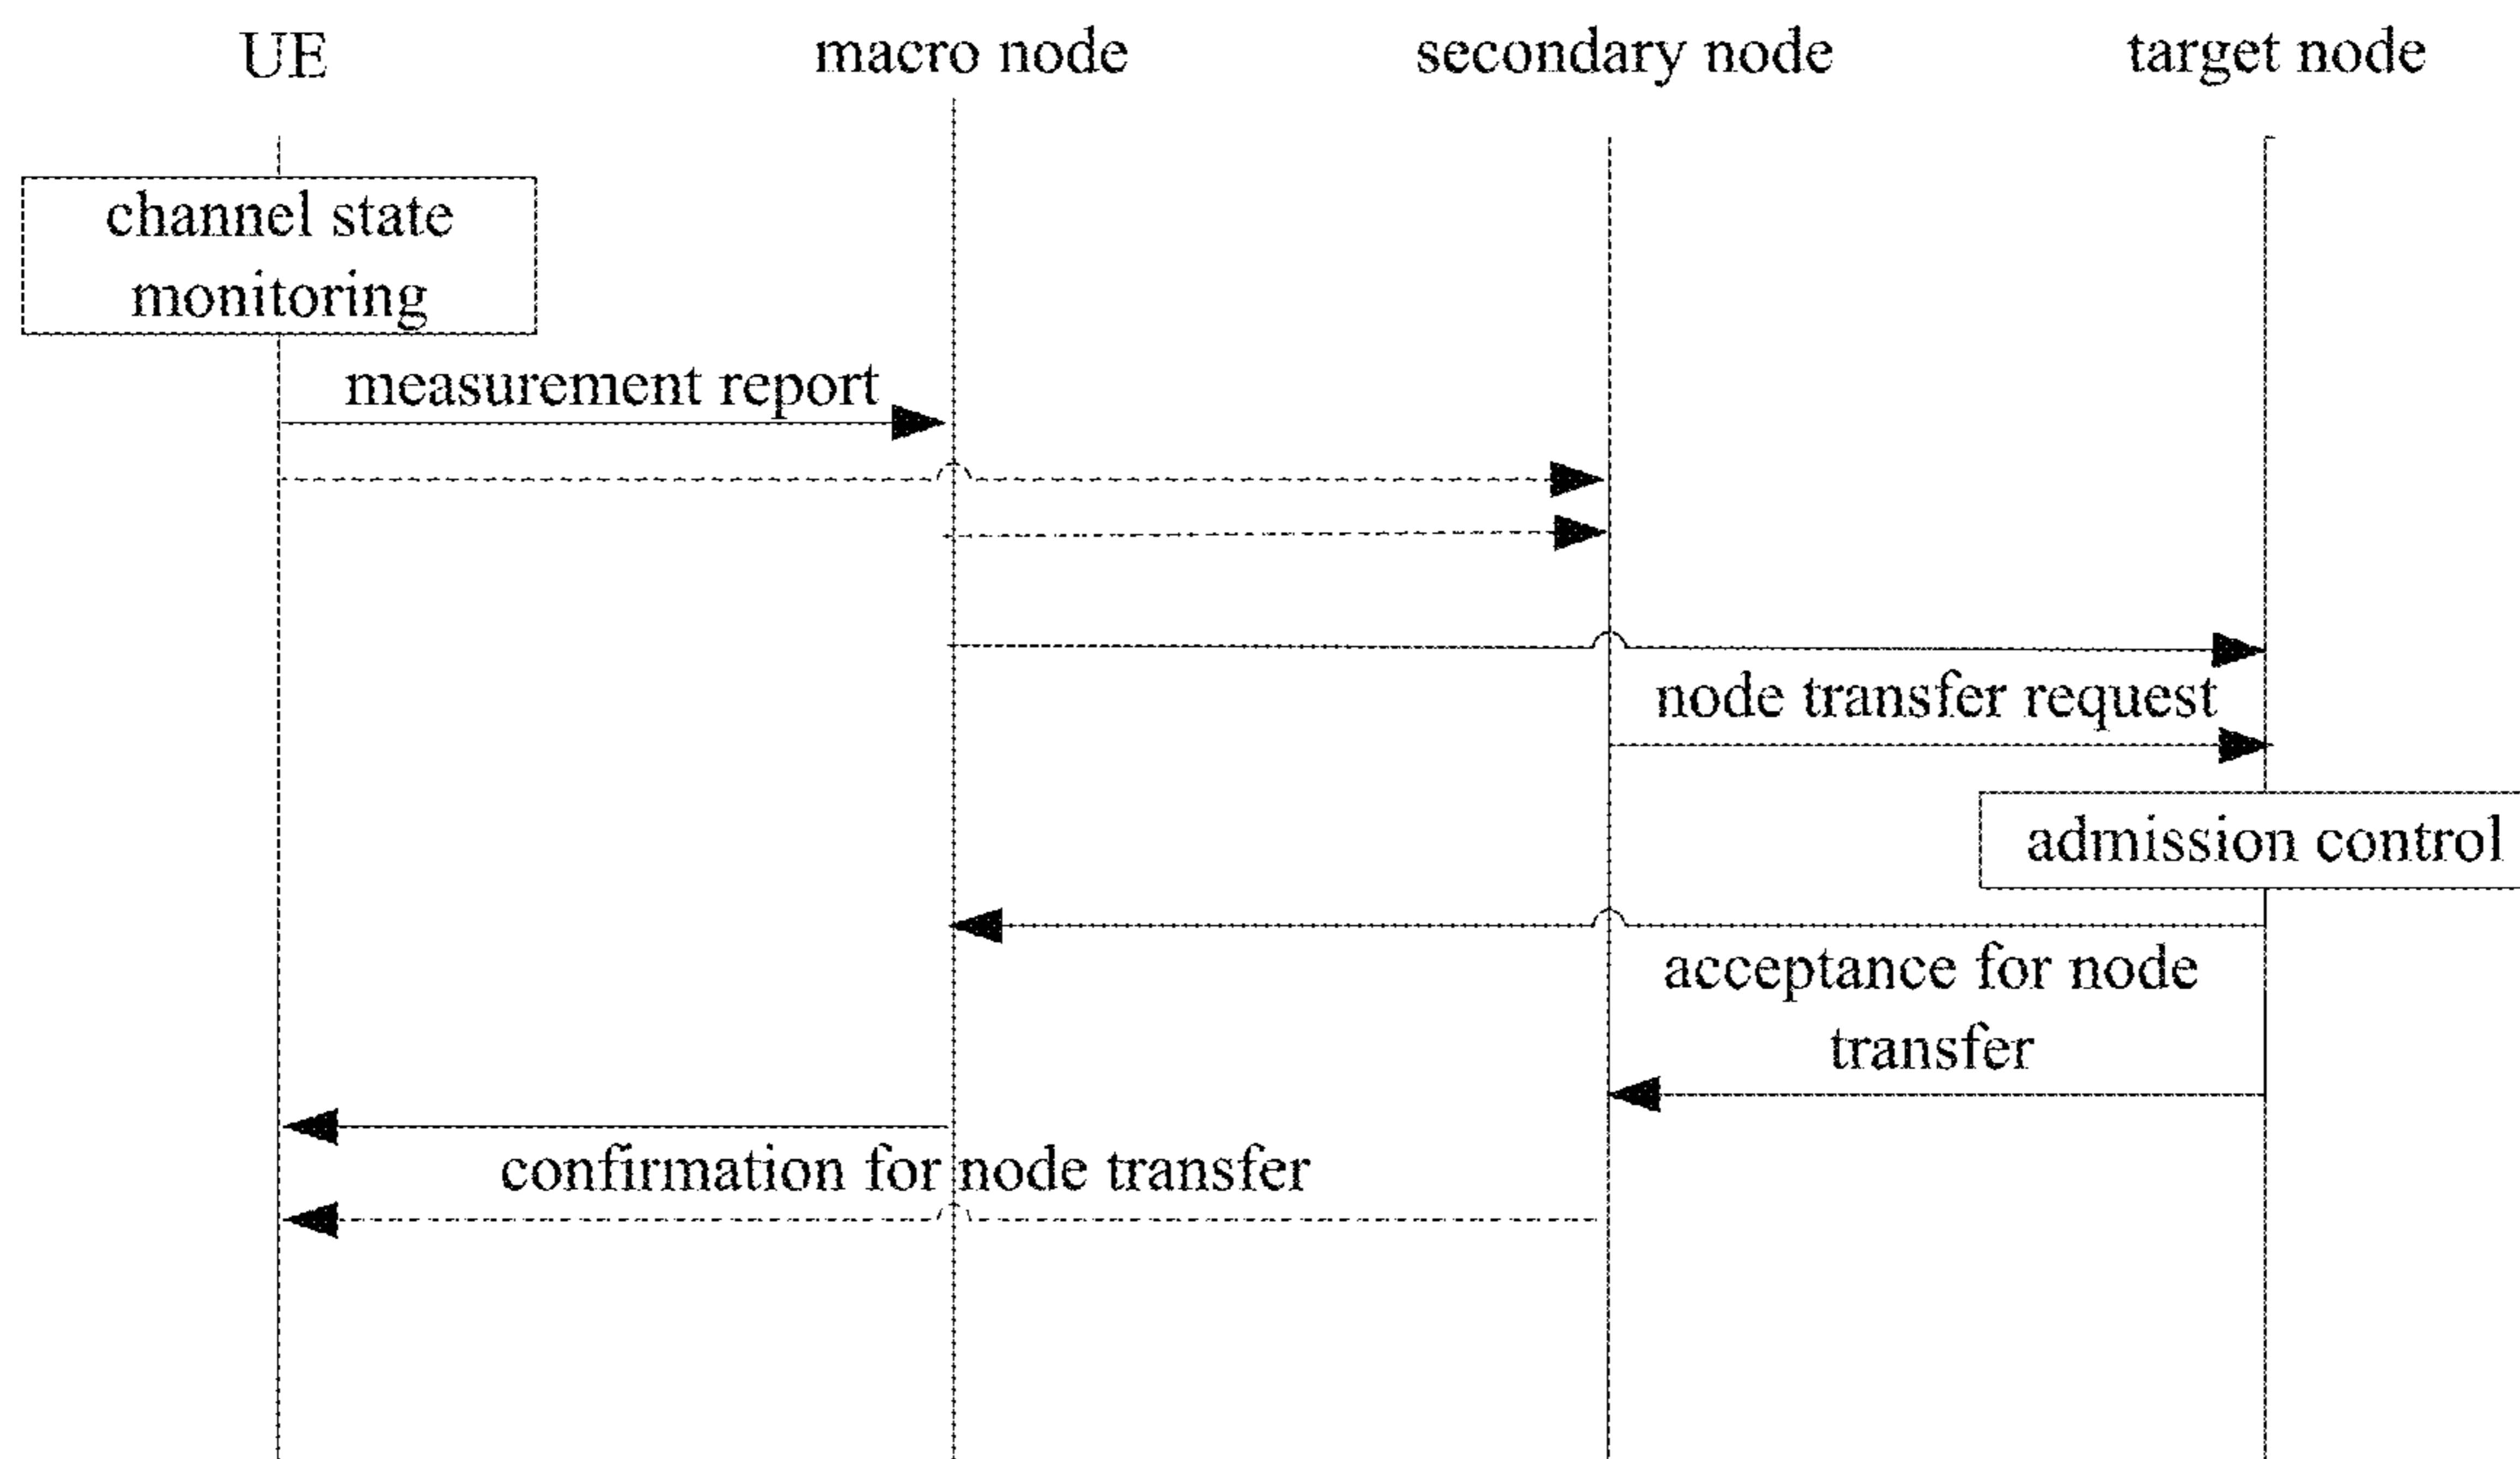 UE
macro node
secondary node
target node
channel state
monitoring
measurement report
node transfer request
admission control
acceptance for node
transfer
confirmation for node transfer